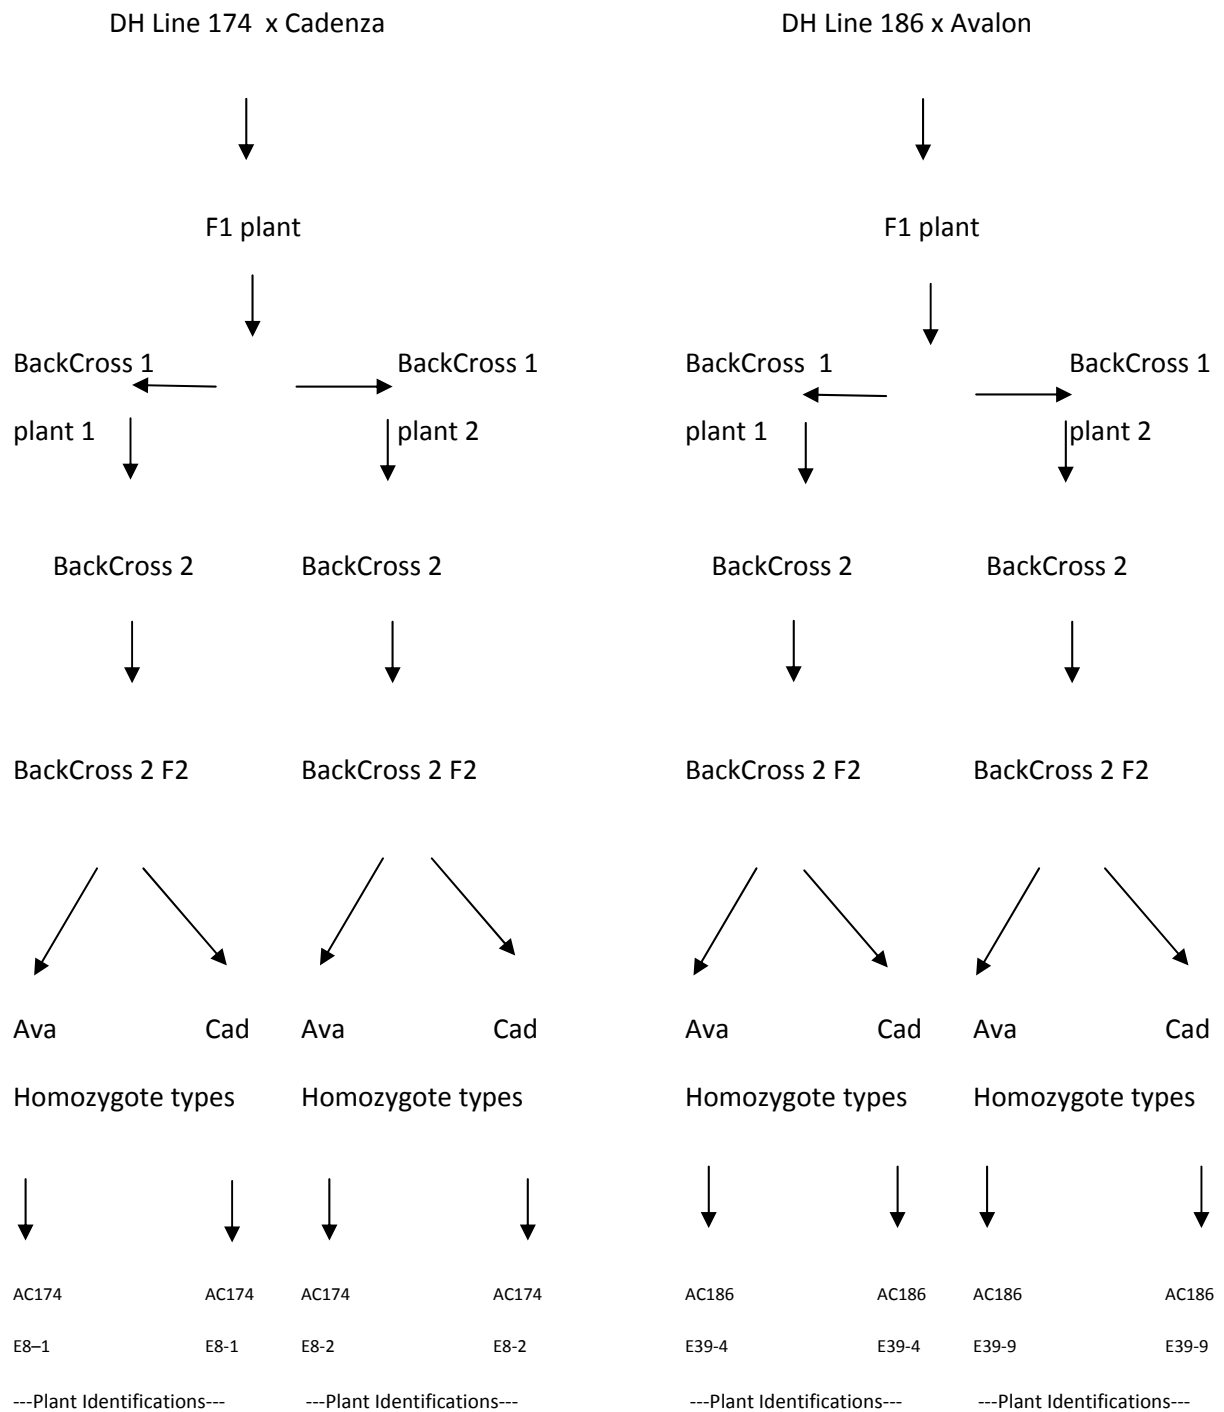 DH Line 174 x Cadenza DH Line 186 x Avalon
F1 plant F1 plant
BackCross 1 BackCross 1 BackCross 1 BackCross 1
plant 1 plant 2 plant 1 plant 2
BackCross 2 BackCross 2 BackCross 2 BackCross 2
BackCross 2 F2 BackCross 2 F2 BackCross 2 F2 BackCross 2 F2
Ava Cad Ava Cad Ava Cad Ava Cad
Homozygote types Homozygote types Homozygote types Homozygote types
AC174 AC174 AC174 AC174 AC186 AC186 AC186 AC186
E8–1 E8-1 E8-2 E8-2 E39-4 E39-4 E39-9 E39-9
---Plant Identifications--- ---Plant Identifications--- ---Plant Identifications--- ---Plant Identifications---